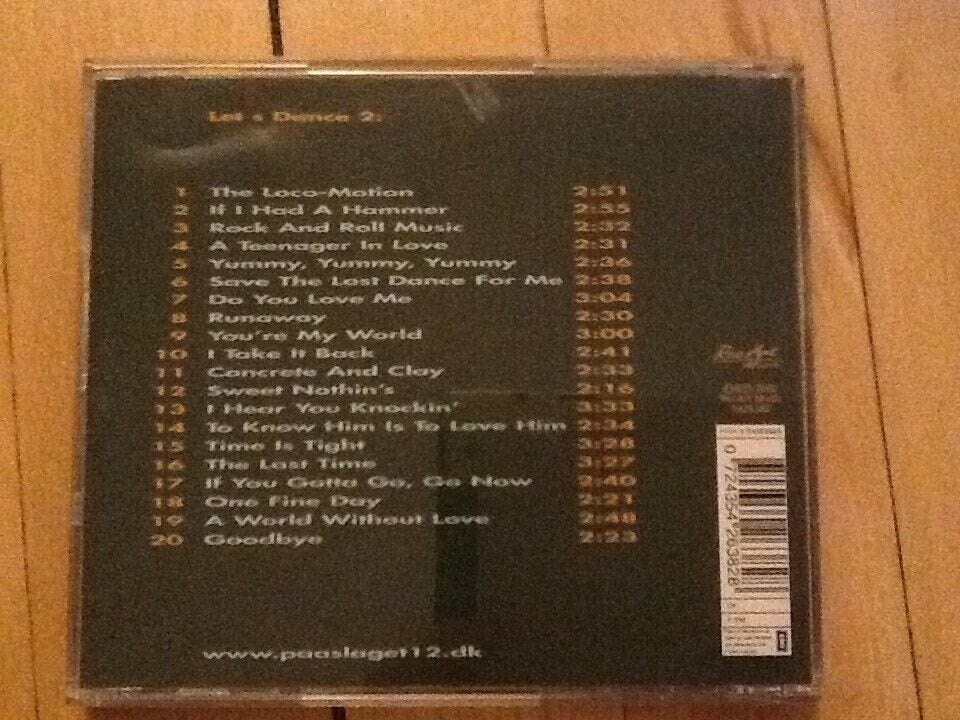 Let's Dance 2:
1 The Loco-Motion 2:51
2 If I Had A Hammer 2:55
3 Rock And Roll Music 2:32
4 A Teenager In Love 2:31
5 Yummy, Yummy, Yummy 2:36
6 Save The Last Dance For Me 2:38
7 Do You Love Me 3:04
8 Runaway 2:30
9 You're My World 3:00
10 I Take It Back 2:41
11 Concrete And Clay 2:33
12 Sweet Nothin's 2:16
13 I Hear You Knockin' 3:33
14 To Know Him Is To Love Him 2:34
15 Time Is Tight 3:28
16 The Last Time 3:27
17 If You Gotta Go, Go Now 2:40
18 One Fine Day 2:21
19 A World Without Love 2:48
20 Goodbye 2:23
www.paaslaget12.dk